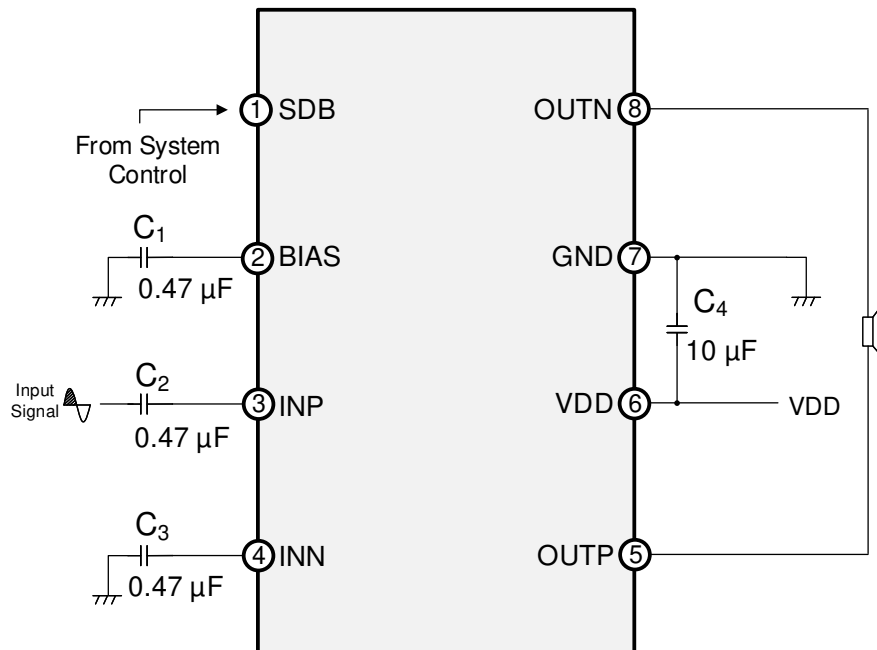 1 SDB
From System
Control
C1
2 BIAS
0.47 µF
Input
Signal
C2
3 INP
0.47 µF
C3
4 INN
0.47 µF
OUTN 8
GND 7
C4
10 µF
VDD 6
VDD
OUTP 5